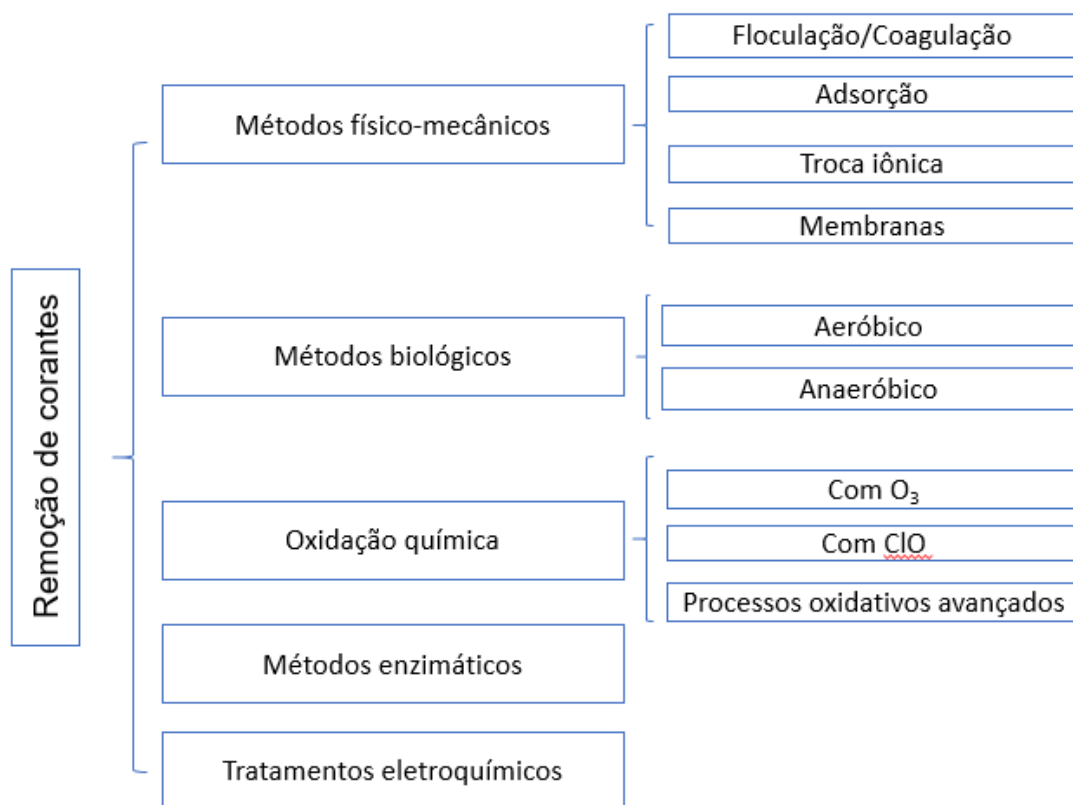 Remoção de corantes
Métodos físico-mecânicos
Floculação/Coagulação
Adsorção
Troca iônica
Membranas
Métodos biológicos
Aeróbico
Anaeróbico
Oxidação química
Com O₃
Com ClO
Processos oxidativos avançados
Métodos enzimáticos
Tratamentos eletroquímicos